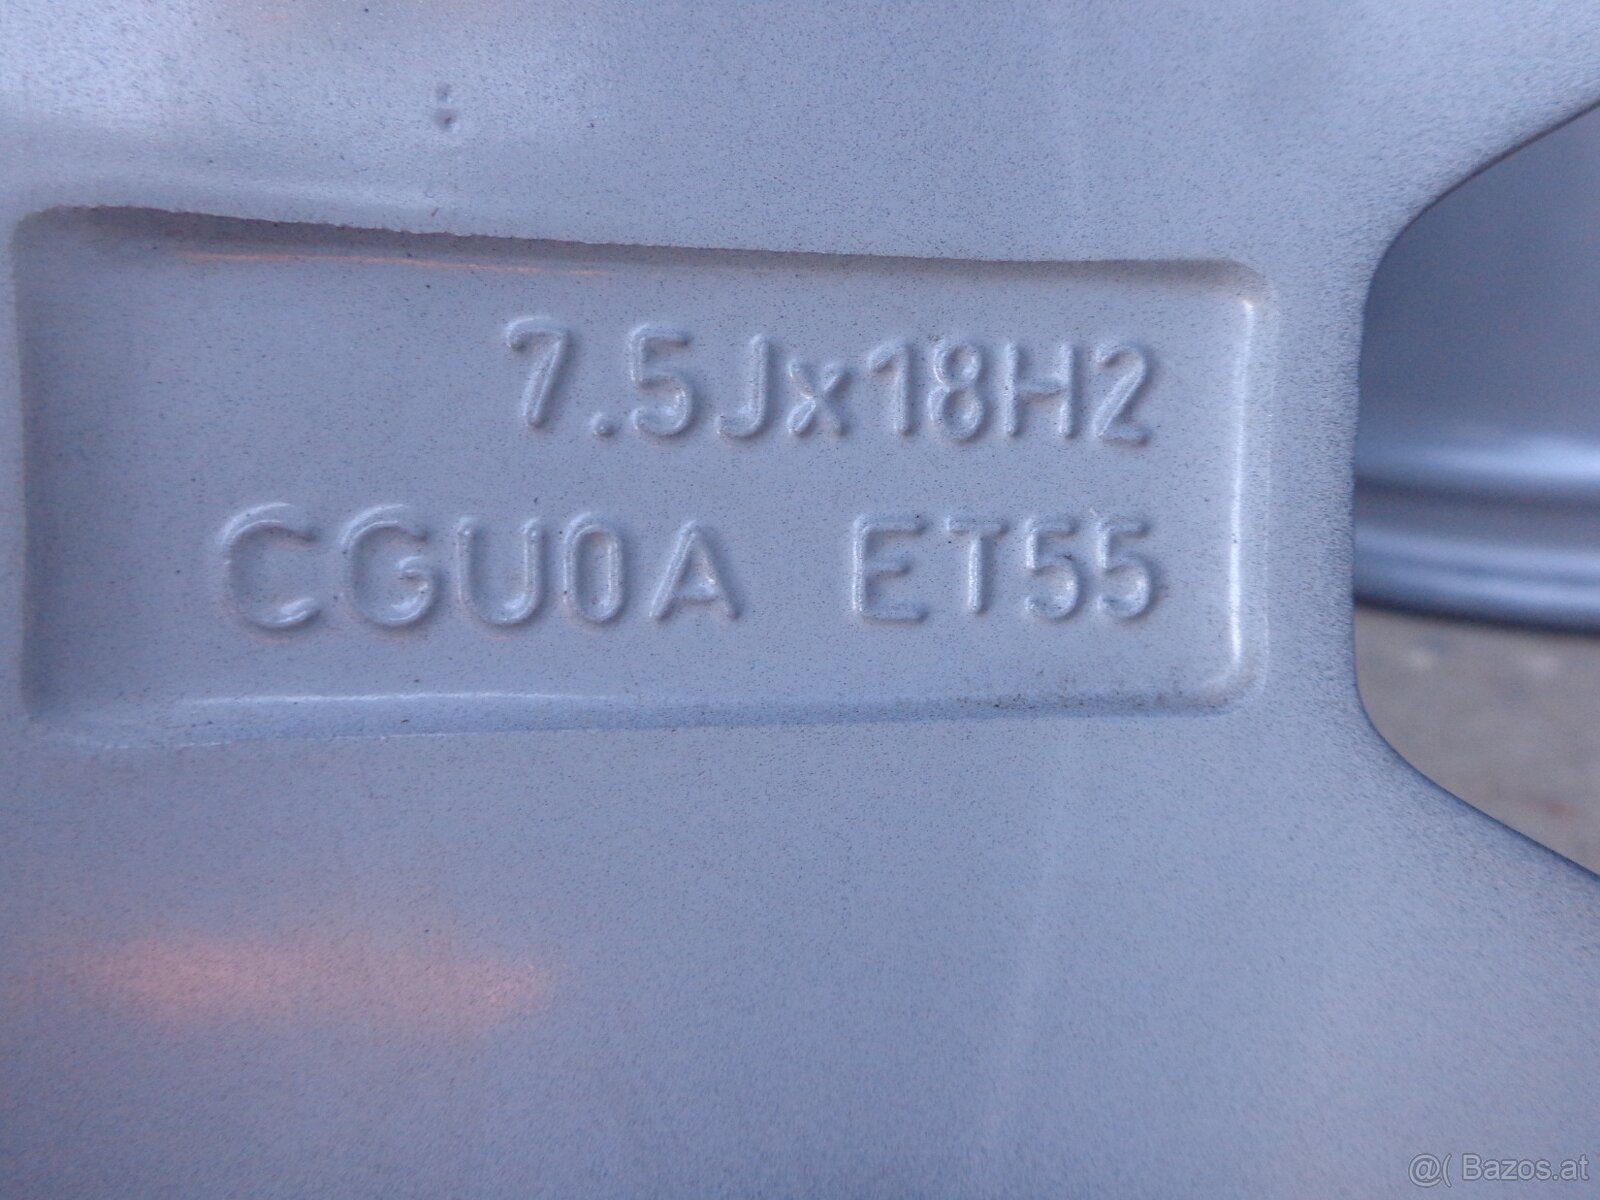 7.5Jx18H2
CGU0A ET55
@( Bazos.at